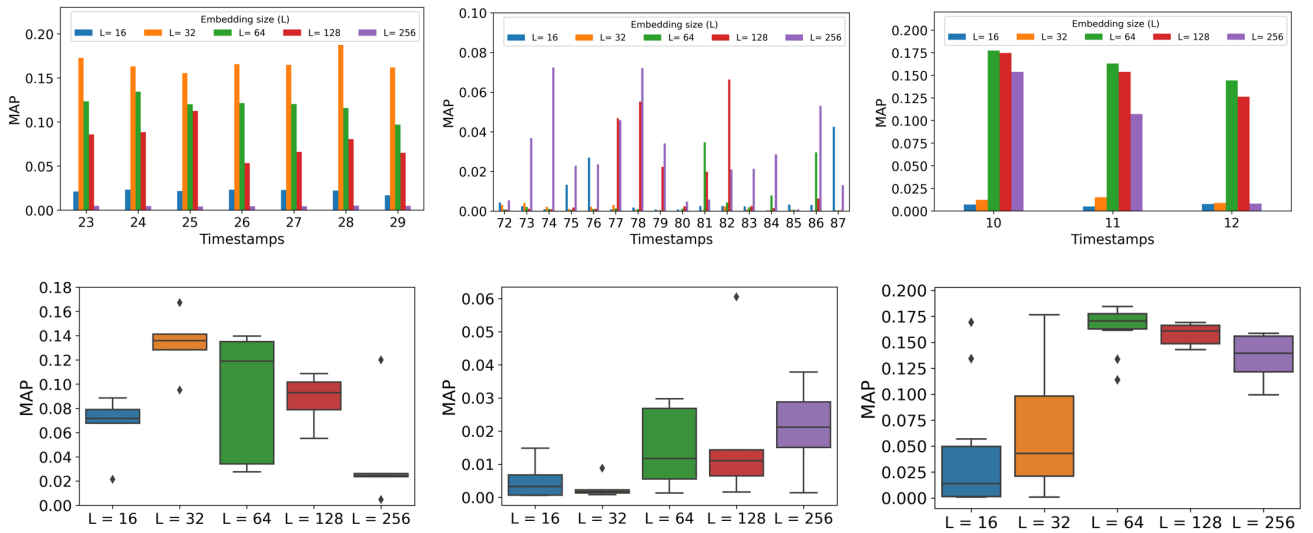 Embedding size (L)
L= 16 L= 32 L= 64 L= 128 L= 256
0.20
0.15
0.10
0.05
0.00
MAP
23 24 25 26 27 28 29
Timestamps
Embedding size (L)
L= 16 L= 32 L= 64 L= 128 L= 256
0.10
0.08
0.06
0.04
0.02
0.00
MAP
72 73 74 75 76 77 78 79 80 81 82 83 84 85 86 87
Timestamps
Embedding size (L)
L= 16 L= 32 L= 64 L= 128 L= 256
0.200
0.175
0.150
0.125
0.100
0.075
0.050
0.025
0.000
MAP
10 11 12
Timestamps
0.18
0.16
0.14
0.12
0.10
0.08
0.06
0.04
0.02
0.00
MAP
L = 16 L = 32 L = 64 L = 128 L = 256
0.06
0.05
0.04
0.03
0.02
0.01
0.00
MAP
L = 16 L = 32 L = 64 L = 128 L = 256
0.200
0.175
0.150
0.125
0.100
0.075
0.050
0.025
0.000
MAP
L = 16 L = 32 L = 64 L = 128 L = 256